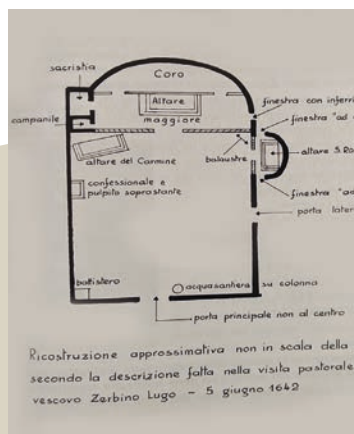 sacristia
Coro
Altare
maggiore
campanile
finestra con inferri
finestra "ad
balaustre
altare del Carmine
altare S. Ro
confessionale e
pulpito soprastante
finestra "ad
porta later
battistero
acquasantiera su colonna
porta principale non al centro
Ricostruzione approssimativa non in scala della
secondo la descrizione fatta nella visita pastorale
vescovo Zerbino Lugo - 5 giugno 1642